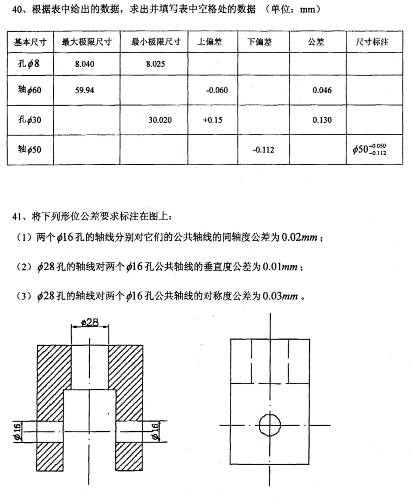 40、根据表中给出的数据，求出并填写表中空格处的数据 （单位：mm）
基本尺寸 最大极限尺寸 最小极限尺寸 上偏差 下偏差 公差 尺寸标注
孔ϕ8 8.040 8.025
轴ϕ60 59.94 -0.060 0.046
孔ϕ30 30.020 +0.15 0.130
轴ϕ50 -0.112 ϕ50-0.050 -0.112
41、将下列形位公差要求标注在图上：
（1）两个ϕ16孔的轴线分别对它们的公共轴线的同轴度公差为0.02mm；
（2）ϕ28孔的轴线对两个ϕ16孔公共轴线的垂直度公差为0.01mm；
（3）ϕ28孔的轴线对两个ϕ16孔公共轴线的对称度公差为0.03mm。
ϕ28
ϕ16 ϕ16